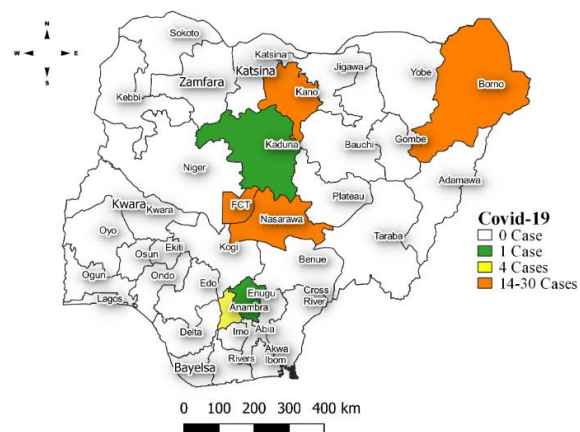 N
W E
S
Sokoto
Katsina
Katsina
Jigawa
Yobe
Borno
Zamfara
Kebbi
Kano
Kaduna
Bauchi
Gombe
Adamawa
Niger
Plateau
Kwara
Kwara
FCT
Nasarawa
Taraba
Oyo
Ekiti
Kogi
Osun
Benue
Ogun
Ondo
Edo
Enugu
Cross
River
Lagos
Anambra
Delta
Imo
Abia
Akwa
Ibom
Rivers
Bayelsa
Covid-19
0 Case
1 Case
4 Cases
14-30 Cases
0 100 200 300 400 km